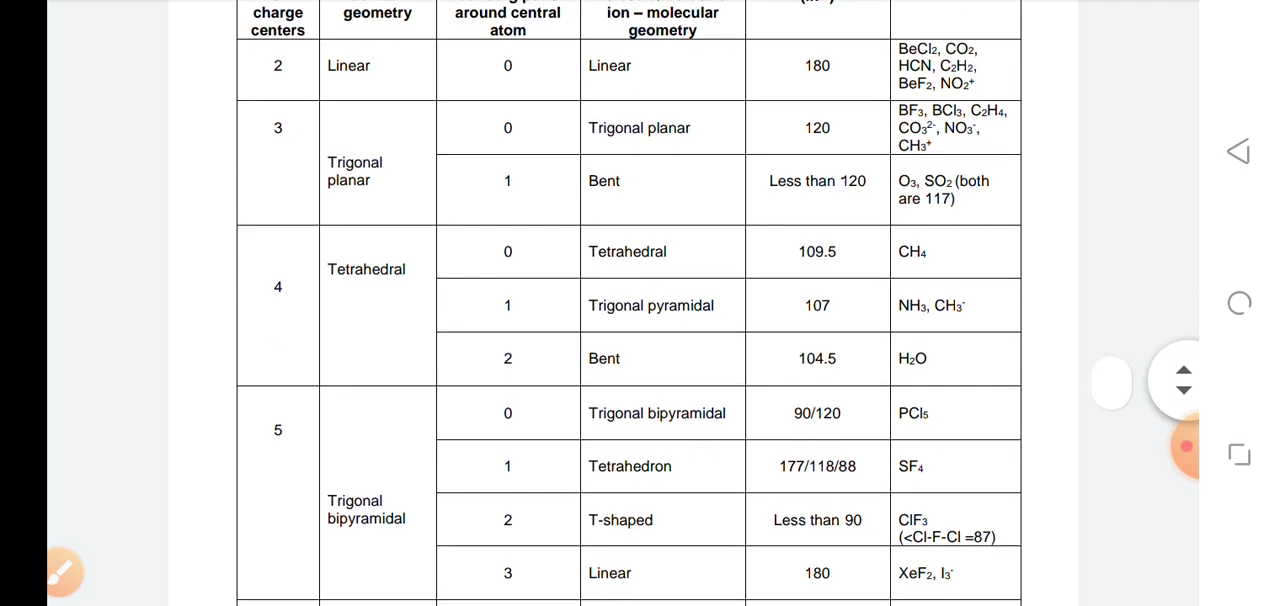 charge centers
geometry
around central atom
ion – molecular geometry
2
Linear
0
Linear
180
BeCl₂, CO₂,
HCN, C₂H₂,
BeF₂, NO₂⁺
3
Trigonal
planar
0
Trigonal planar
120
BF₃, BCl₃, C₂H₄,
CO₃²⁻, NO₃⁻,
CH₃⁺
1
Bent
Less than 120
O₃, SO₂ (both
are 117)
4
Tetrahedral
0
Tetrahedral
109.5
CH₄
1
Trigonal pyramidal
107
NH₃, CH₃⁻
2
Bent
104.5
H₂O
5
Trigonal
bipyramidal
0
Trigonal bipyramidal
90/120
PCl₅
1
Tetrahedron
177/118/88
SF₄
2
T-shaped
Less than 90
ClF₃
(<Cl-F-Cl =87)
3
Linear
180
XeF₂, I₃⁻